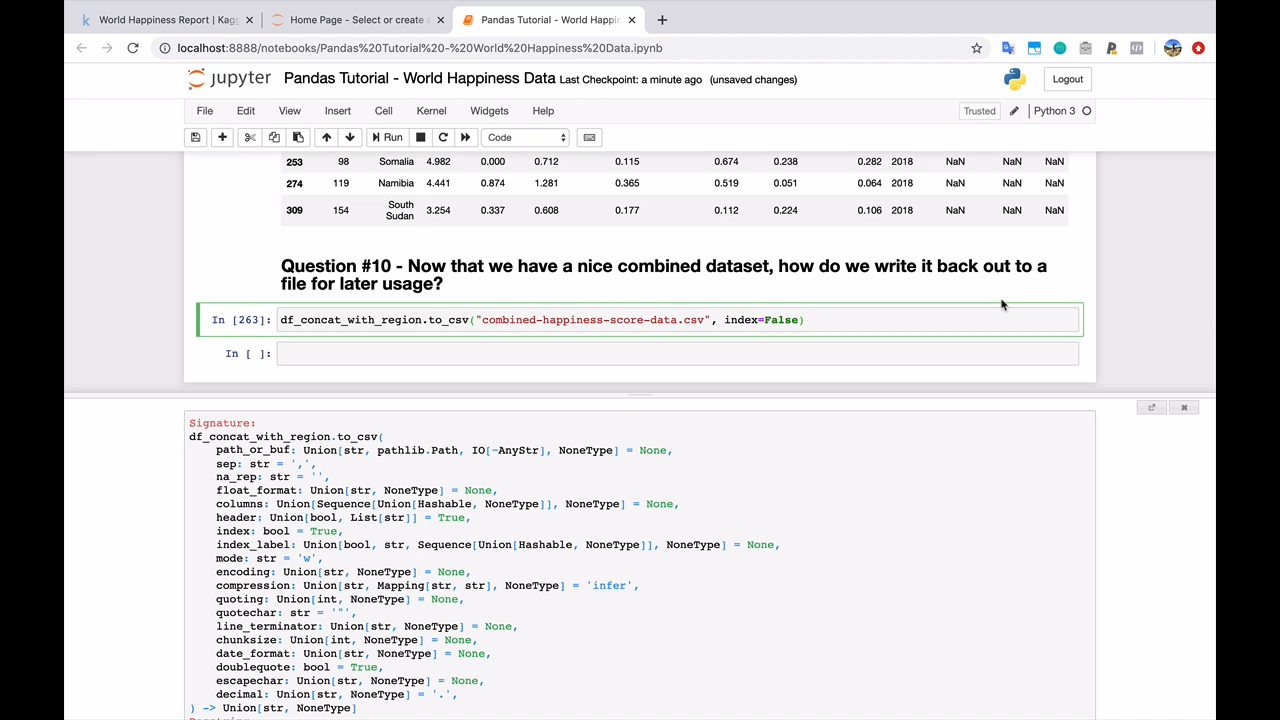 World Happiness Report | Kagg
Home Page - Select or create a
Pandas Tutorial - World Happin
localhost:8888/notebooks/Pandas%20Tutorial%20-%20World%20Happiness%20Data.ipynb
jupyter Pandas Tutorial - World Happiness Data Last Checkpoint: a minute ago (unsaved changes) Logout
File Edit View Insert Cell Kernel Widgets Help Trusted Python 3
Run Code
253 98 Somalia 4.982 0.000 0.712 0.115 0.674 0.238 0.282 2018 NaN NaN NaN
274 119 Namibia 4.441 0.874 1.281 0.365 0.519 0.051 0.064 2018 NaN NaN NaN
309 154 South Sudan 3.254 0.337 0.608 0.177 0.112 0.224 0.106 2018 NaN NaN NaN
Question #10 - Now that we have a nice combined dataset, how do we write it back out to a
file for later usage?
In [263]: df_concat_with_region.to_csv("combined-happiness-score-data.csv", index=False)
In [ ]:
Signature:
df_concat_with_region.to_csv(
path_or_buf: Union[str, pathlib.Path, IO[~AnyStr], NoneType] = None,
sep: str = ',',
na_rep: str = '',
float_format: Union[str, NoneType] = None,
columns: Union[Sequence[Union[Hashable, NoneType]], NoneType] = None,
header: Union[bool, List[str]] = True,
index: bool = True,
index_label: Union[bool, str, Sequence[Union[Hashable, NoneType]], NoneType] = None,
mode: str = 'w',
encoding: Union[str, NoneType] = None,
compression: Union[str, Mapping[str, str], NoneType] = 'infer',
quoting: Union[int, NoneType] = None,
quotechar: str = '"',
line_terminator: Union[str, NoneType] = None,
chunksize: Union[int, NoneType] = None,
date_format: Union[str, NoneType] = None,
doublequote: bool = True,
escapechar: Union[str, NoneType] = None,
decimal: Union[str, NoneType] = '.',
) -> Union[str, NoneType]